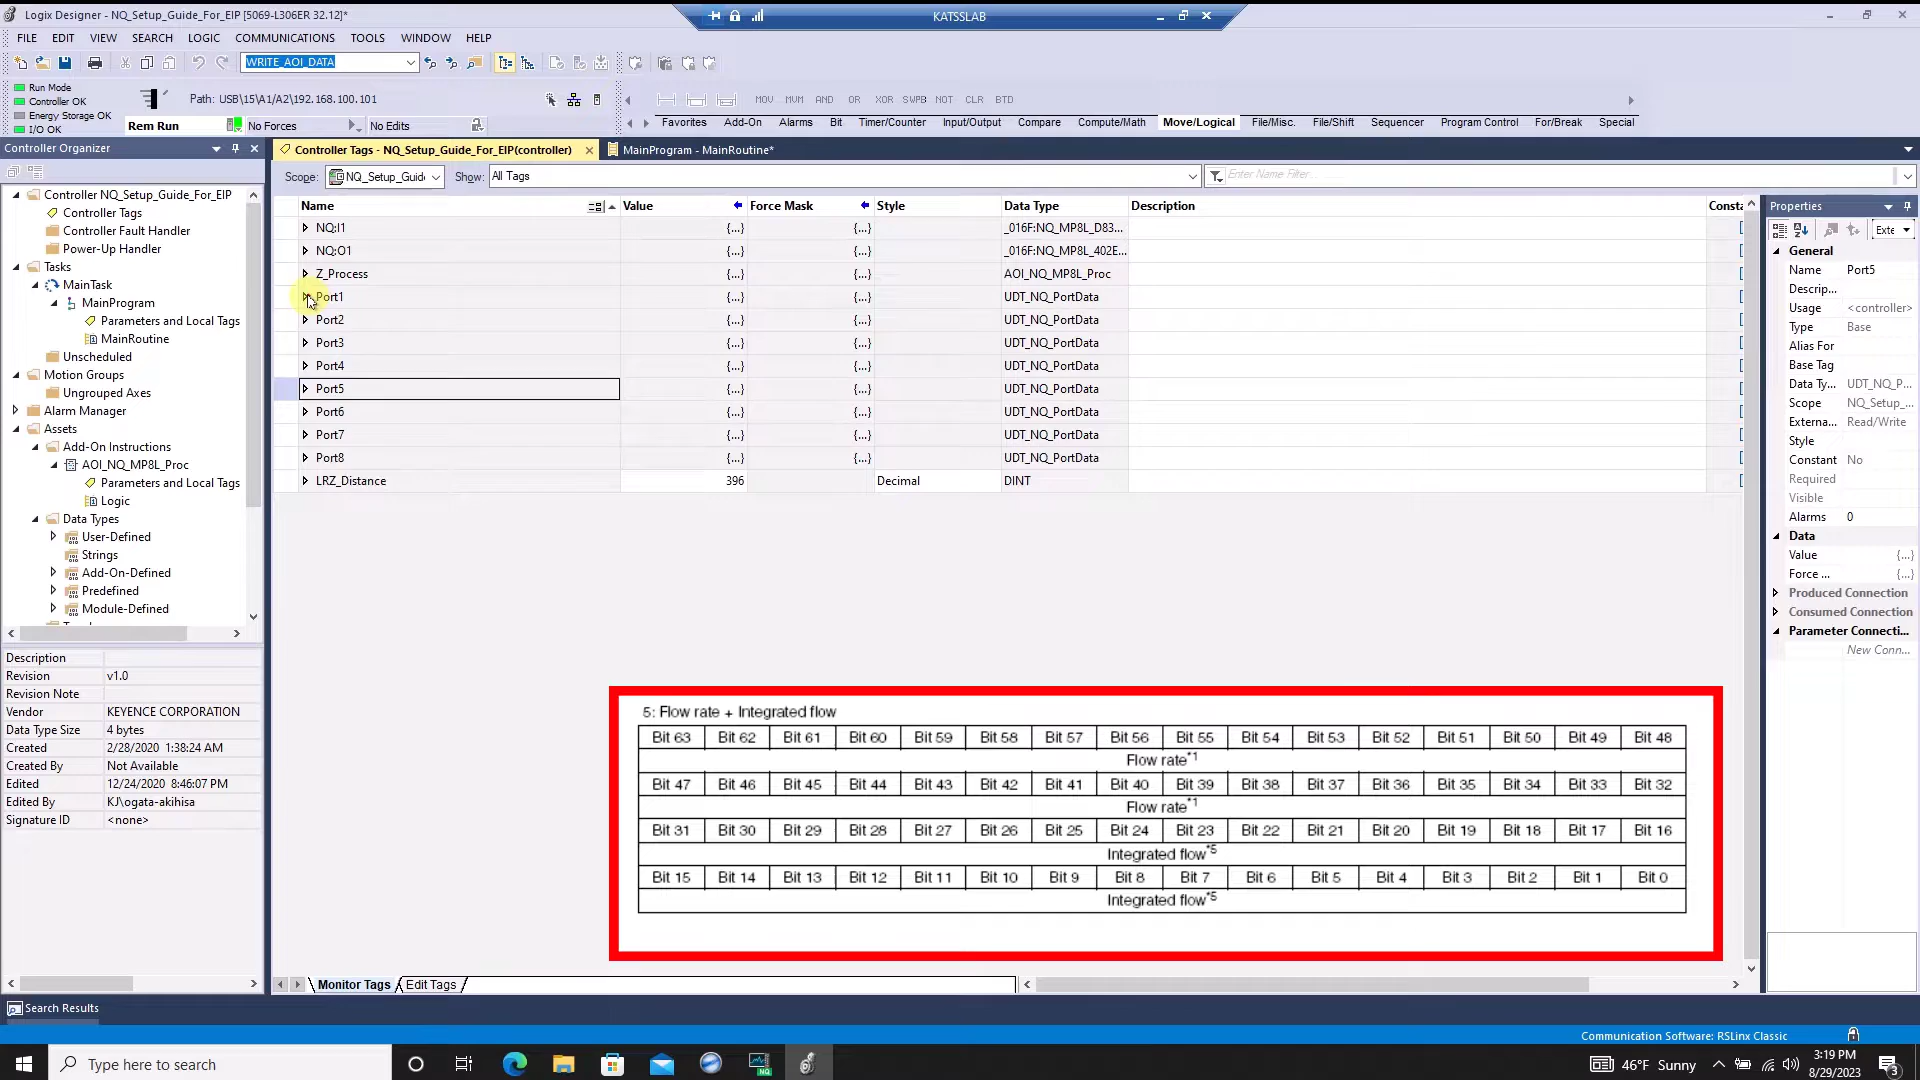 Logix Designer - NQ_Setup_Guide_For_EIP [5069-L306ER 32.12]*
KATSSLAB
FILE EDIT VIEW SEARCH LOGIC COMMUNICATIONS TOOLS WINDOW HELP
WRITE_AOI_DATA
Run Mode
Controller OK
Energy Storage OK
I/O OK
Path: USB\15\A1/A2\192.168.100.101
Rem Run No Forces No Edits
MOV MVM AND OR XOR SWPB NOT CLR BTD
Favorites Add-On Alarms Bit Timer/Counter Input/Output Compare Compute/Math Move/Logical File/Misc. File/Shift Sequencer Program Control For/Break Special
Controller Organizer
Controller Tags - NQ_Setup_Guide_For_EIP(controller)
MainProgram - MainRoutine*
Scope: NQ_Setup_Guid Show: All Tags Enter Name Filter...
Controller NQ_Setup_Guide_For_EIP
Controller Tags
Controller Fault Handler
Power-Up Handler
Tasks
MainTask
MainProgram
Parameters and Local Tags
MainRoutine
Unscheduled
Motion Groups
Ungrouped Axes
Alarm Manager
Assets
Add-On Instructions
AOI_NQ_MP8L_Proc
Parameters and Local Tags
Logic
Data Types
User-Defined
Strings
Add-On-Defined
Predefined
Module-Defined
Description
Revision v1.0
Revision Note
Vendor KEYENCE CORPORATION
Data Type Size 4 bytes
Created 2/28/2020 1:38:24 AM
Created By Not Available
Edited 12/24/2020 8:46:07 PM
Edited By KJ\ogata-akihisa
Signature ID <none>
Name Value Force Mask Style Data Type Description Consta
NQ:I1 {...} {...} _016F:NQ_MP8L_D83...
NQ:O1 {...} {...} _016F:NQ_MP8L_402E...
Z_Process {...} {...} AOI_NQ_MP8L_Proc
Port1 {...} {...} UDT_NQ_PortData
Port2 {...} {...} UDT_NQ_PortData
Port3 {...} {...} UDT_NQ_PortData
Port4 {...} {...} UDT_NQ_PortData
Port5 {...} {...} UDT_NQ_PortData
Port6 {...} {...} UDT_NQ_PortData
Port7 {...} {...} UDT_NQ_PortData
Port8 {...} {...} UDT_NQ_PortData
LRZ_Distance 396 Decimal DINT
5: Flow rate + Integrated flow
Bit 63 Bit 62 Bit 61 Bit 60 Bit 59 Bit 58 Bit 57 Bit 56 Bit 55 Bit 54 Bit 53 Bit 52 Bit 51 Bit 50 Bit 49 Bit 48
Flow rate*1
Bit 47 Bit 46 Bit 45 Bit 44 Bit 43 Bit 42 Bit 41 Bit 40 Bit 39 Bit 38 Bit 37 Bit 36 Bit 35 Bit 34 Bit 33 Bit 32
Flow rate*1
Bit 31 Bit 30 Bit 29 Bit 28 Bit 27 Bit 26 Bit 25 Bit 24 Bit 23 Bit 22 Bit 21 Bit 20 Bit 19 Bit 18 Bit 17 Bit 16
Integrated flow*5
Bit 15 Bit 14 Bit 13 Bit 12 Bit 11 Bit 10 Bit 9 Bit 8 Bit 7 Bit 6 Bit 5 Bit 4 Bit 3 Bit 2 Bit 1 Bit 0
Integrated flow*5
Monitor Tags Edit Tags
Properties
Exte
General
Name Port5
Descrip...
Usage <controller>
Type Base
Alias For
Base Tag
Data Ty... UDT_NQ_P...
Scope NQ_Setup_...
Externa... Read/Write
Style
Constant No
Required
Visible
Alarms 0
Data
Value {...}
Force ... {...}
Produced Connection
Consumed Connection
Parameter Connecti...
New Conn...
Search Results
Communication Software: RSLinx Classic
Type here to search
NQ
46°F Sunny
3:19 PM
8/29/2023
3